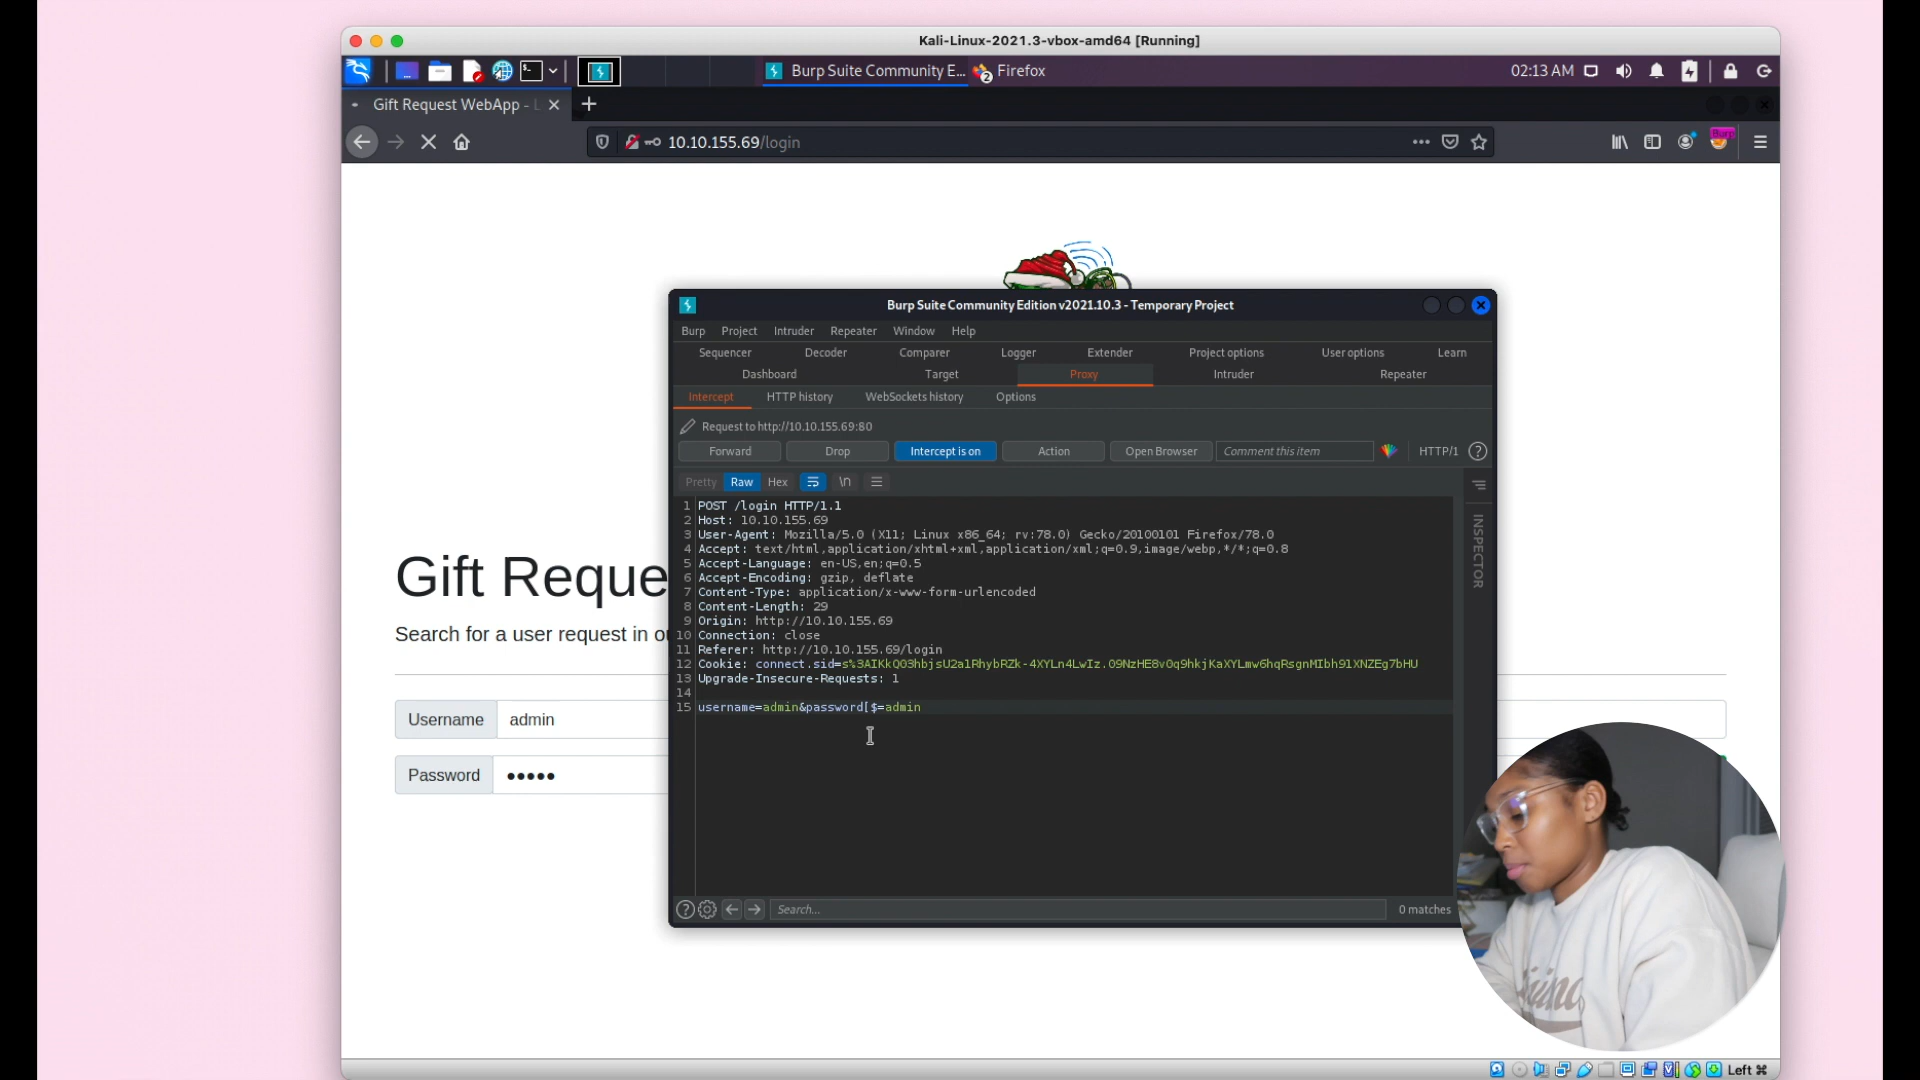 Kali-Linux-2021.3-vbox-amd64 [Running]
Burp Suite Community E...
2 Firefox
02:13 AM
Gift Request WebApp - L
10.10.155.69/login
Burp
Burp Suite Community Edition v2021.10.3 - Temporary Project
Burp Project Intruder Repeater Window Help
Sequencer Decoder Comparer Logger Extender Project options User options Learn
Dashboard Target Proxy Intruder Repeater
Intercept HTTP history WebSockets history Options
Request to http://10.10.155.69:80
Forward Drop Intercept is on Action Open Browser Comment this item HTTP/1 ?
Pretty Raw Hex \n
INSPECTOR
1 POST /login HTTP/1.1
2 Host: 10.10.155.69
3 User-Agent: Mozilla/5.0 (X11; Linux x86_64; rv:78.0) Gecko/20100101 Firefox/78.0
4 Accept: text/html,application/xhtml+xml,application/xml;q=0.9,image/webp,*/*;q=0.8
5 Accept-Language: en-US,en;q=0.5
6 Accept-Encoding: gzip, deflate
7 Content-Type: application/x-www-form-urlencoded
8 Content-Length: 29
9 Origin: http://10.10.155.69
10 Connection: close
11 Referer: http://10.10.155.69/login
12 Cookie: connect.sid=s%3AIKkQ03hbjsU2a1RhybRZk-4XYLn4LwIz.O9NzHE8vOq9hkjKaXYLmw6hqRsgnMIbh91XNZEg7bHU
13 Upgrade-Insecure-Requests: 1
14
15 username=admin&password[$=admin
Gift Reque
Search for a user request in ou
Username admin
Password •••••
? Search... 0 matches
Left ⌘